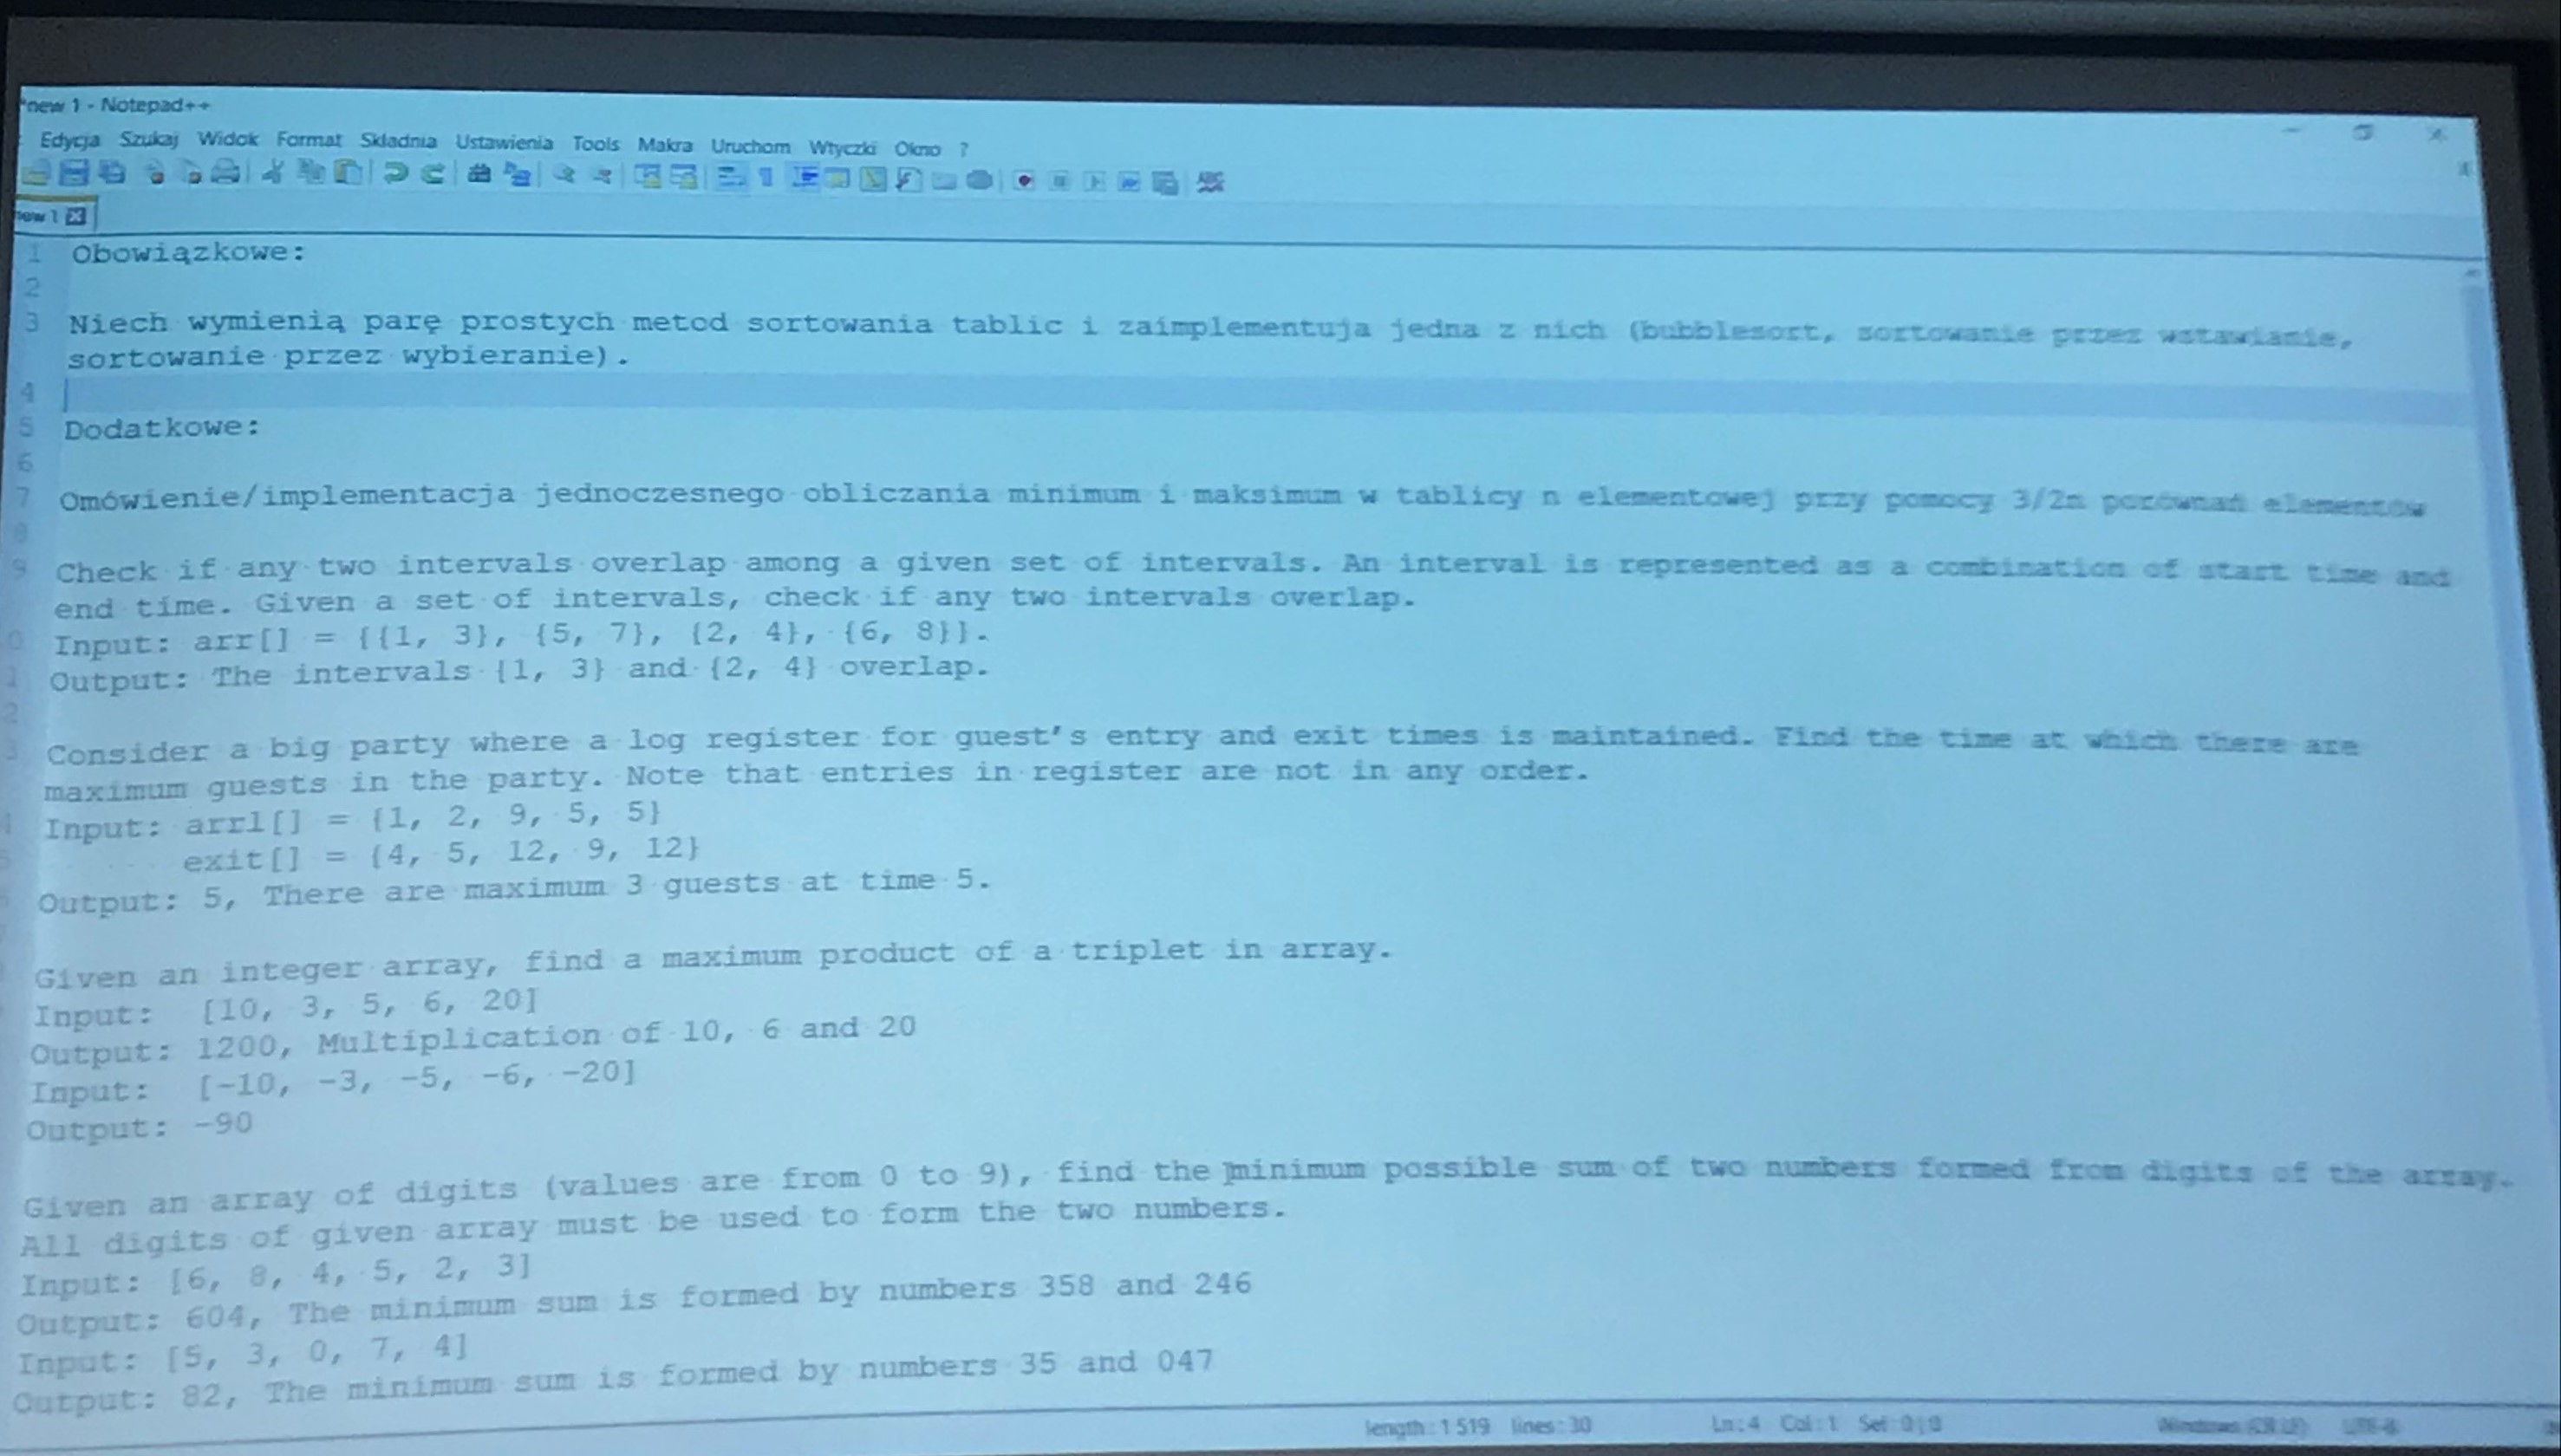 *new 1 - Notepad++
Edycja Szukaj Widok Format Składnia Ustawienia Tools Makra Uruchom Wtyczki Okno ?
new 1
1 Obowiązkowe:
2
3 Niech wymienią parę prostych metod sortowania tablic i zaimplementuja jedna z nich (bubblesort, sortowanie przez wstawianie,
sortowanie przez wybieranie).
4
5 Dodatkowe:
6
7 Omówienie/implementacja jednoczesnego obliczania minimum i maksimum w tablicy n elementowej przy pomocy 3/2n porównań elementów
8
9 Check if any two intervals overlap among a given set of intervals. An interval is represented as a combination of start time and
end time. Given a set of intervals, check if any two intervals overlap.
0 Input: arr[] = {{1, 3}, {5, 7}, {2, 4}, {6, 8}}.
1 Output: The intervals {1, 3} and {2, 4} overlap.
2
3 Consider a big party where a log register for guest's entry and exit times is maintained. Find the time at which there are
maximum guests in the party. Note that entries in register are not in any order.
Input: arrl[] = {1, 2, 9, 5, 5}
exit[] = {4, 5, 12, 9, 12}
Output: 5, There are maximum 3 guests at time 5.
Given an integer array, find a maximum product of a triplet in array.
Input: [10, 3, 5, 6, 20]
Output: 1200, Multiplication of 10, 6 and 20
Input: [-10, -3, -5, -6, -20]
Output: -90
Given an array of digits (values are from 0 to 9), find the minimum possible sum of two numbers formed from digits of the array.
All digits of given array must be used to form the two numbers.
Input: [6, 8, 4, 5, 2, 3]
Output: 604, The minimum sum is formed by numbers 358 and 246
Input: [5, 3, 0, 7, 4]
Output: 82, The minimum sum is formed by numbers 35 and 047
length : 1 519 lines : 30 Ln : 4 Col : 1 Sel : 0 | 0 Windows (CR LF) UTF-8